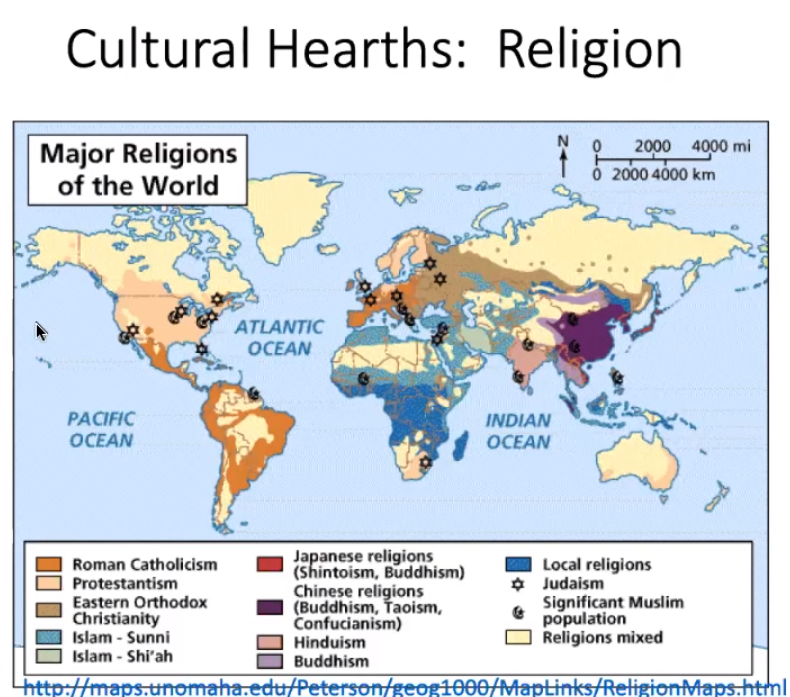 Cultural Hearths: Religion
Major Religions
of the World
N
0 2000 4000 mi
0 2000 4000 km
ATLANTIC
OCEAN
PACIFIC
OCEAN
INDIAN
OCEAN
Roman Catholicism
Protestantism
Eastern Orthodox
Christianity
Islam - Sunni
Islam - Shi'ah
Japanese religions
(Shintoism, Buddhism)
Chinese religions
(Buddhism, Taoism,
Confucianism)
Hinduism
Buddhism
Local religions
Judaism
Significant Muslim
population
Religions mixed
http://maps.unomaha.edu/Peterson/geog1000/MapLinks/ReligionMaps.html